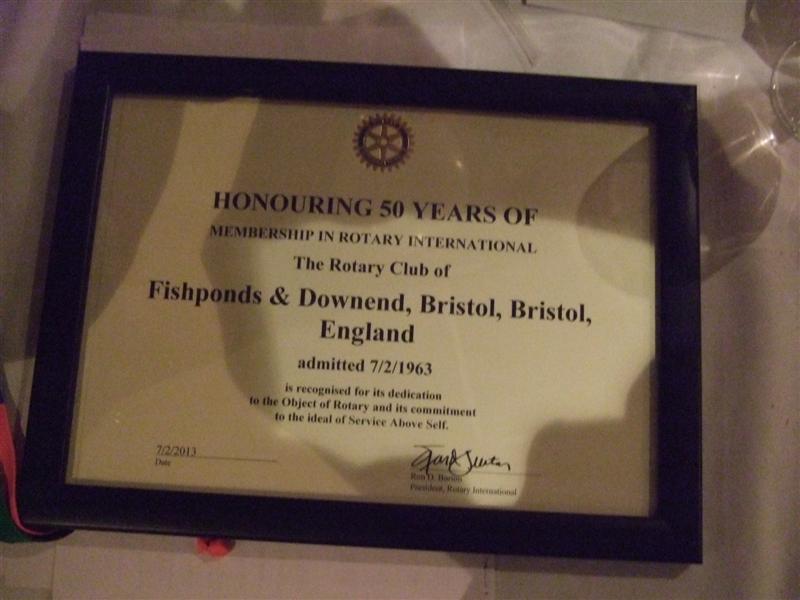 HONOURING 50 YEARS OF
MEMBERSHIP IN ROTARY INTERNATIONAL
The Rotary Club of
Fishponds & Downend, Bristol, Bristol,
England
admitted 7/2/1963
is recognised for its dedication
to the Object of Rotary and its commitment
to the ideal of Service Above Self.
7/2/2013
Date
Ron D. Burton
President, Rotary International